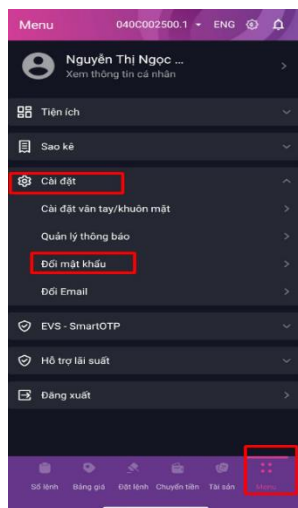 Menu 040C002500.1 ENG
Nguyễn Thị Ngọc ...
Xem thông tin cá nhân
Tiện ích
Sao kê
Cài đặt
Cài đặt vân tay/khuôn mặt
Quản lý thông báo
Đổi mật khẩu
Đổi Email
EVS - SmartOTP
Hỗ trợ lãi suất
Đăng xuất
Sổ lệnh Bảng giá Đặt lệnh Chuyển tiền Tài sản Menu